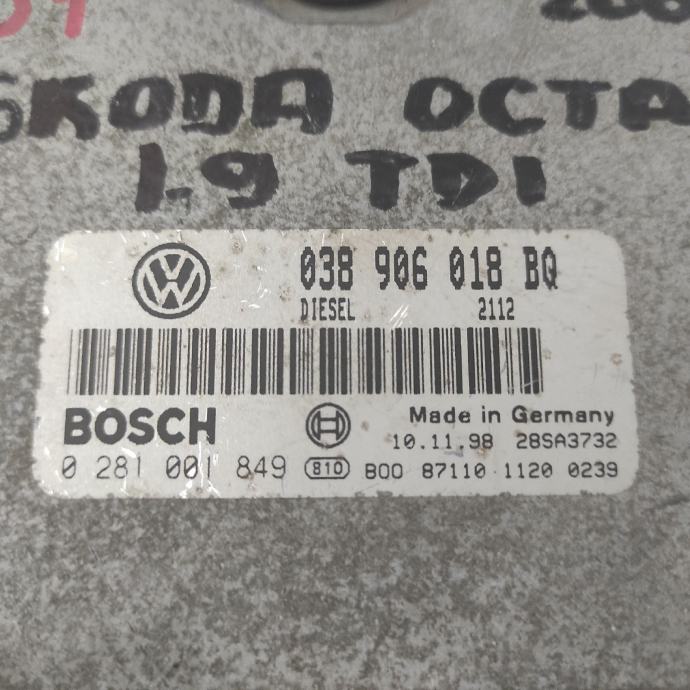 SKODA OCTA
1.9 TDI
038 906 018 BQ
DIESEL 2112
BOSCH
Made in Germany
10.11.98 28SA3732
0 281 001 849 810 B00 87110 1120 0239